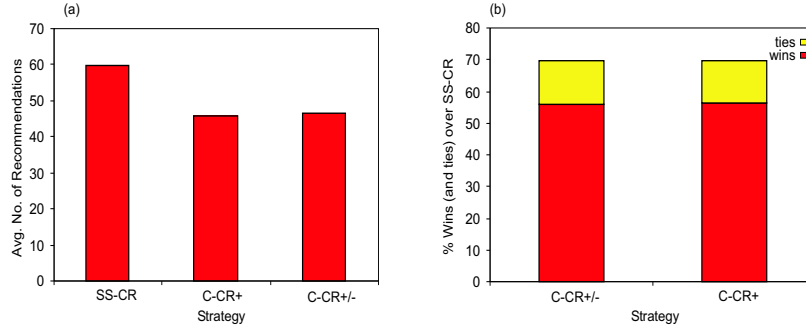 (a)
70
60
50
40
30
20
10
0
Avg. No. of Recommendations
SS-CR
C-CR+
C-CR+/-
Strategy
(b)
80
70
60
50
40
30
20
10
0
% Wins (and ties) over SS-CR
ties
wins
C-CR+/-
C-CR+
Strategy